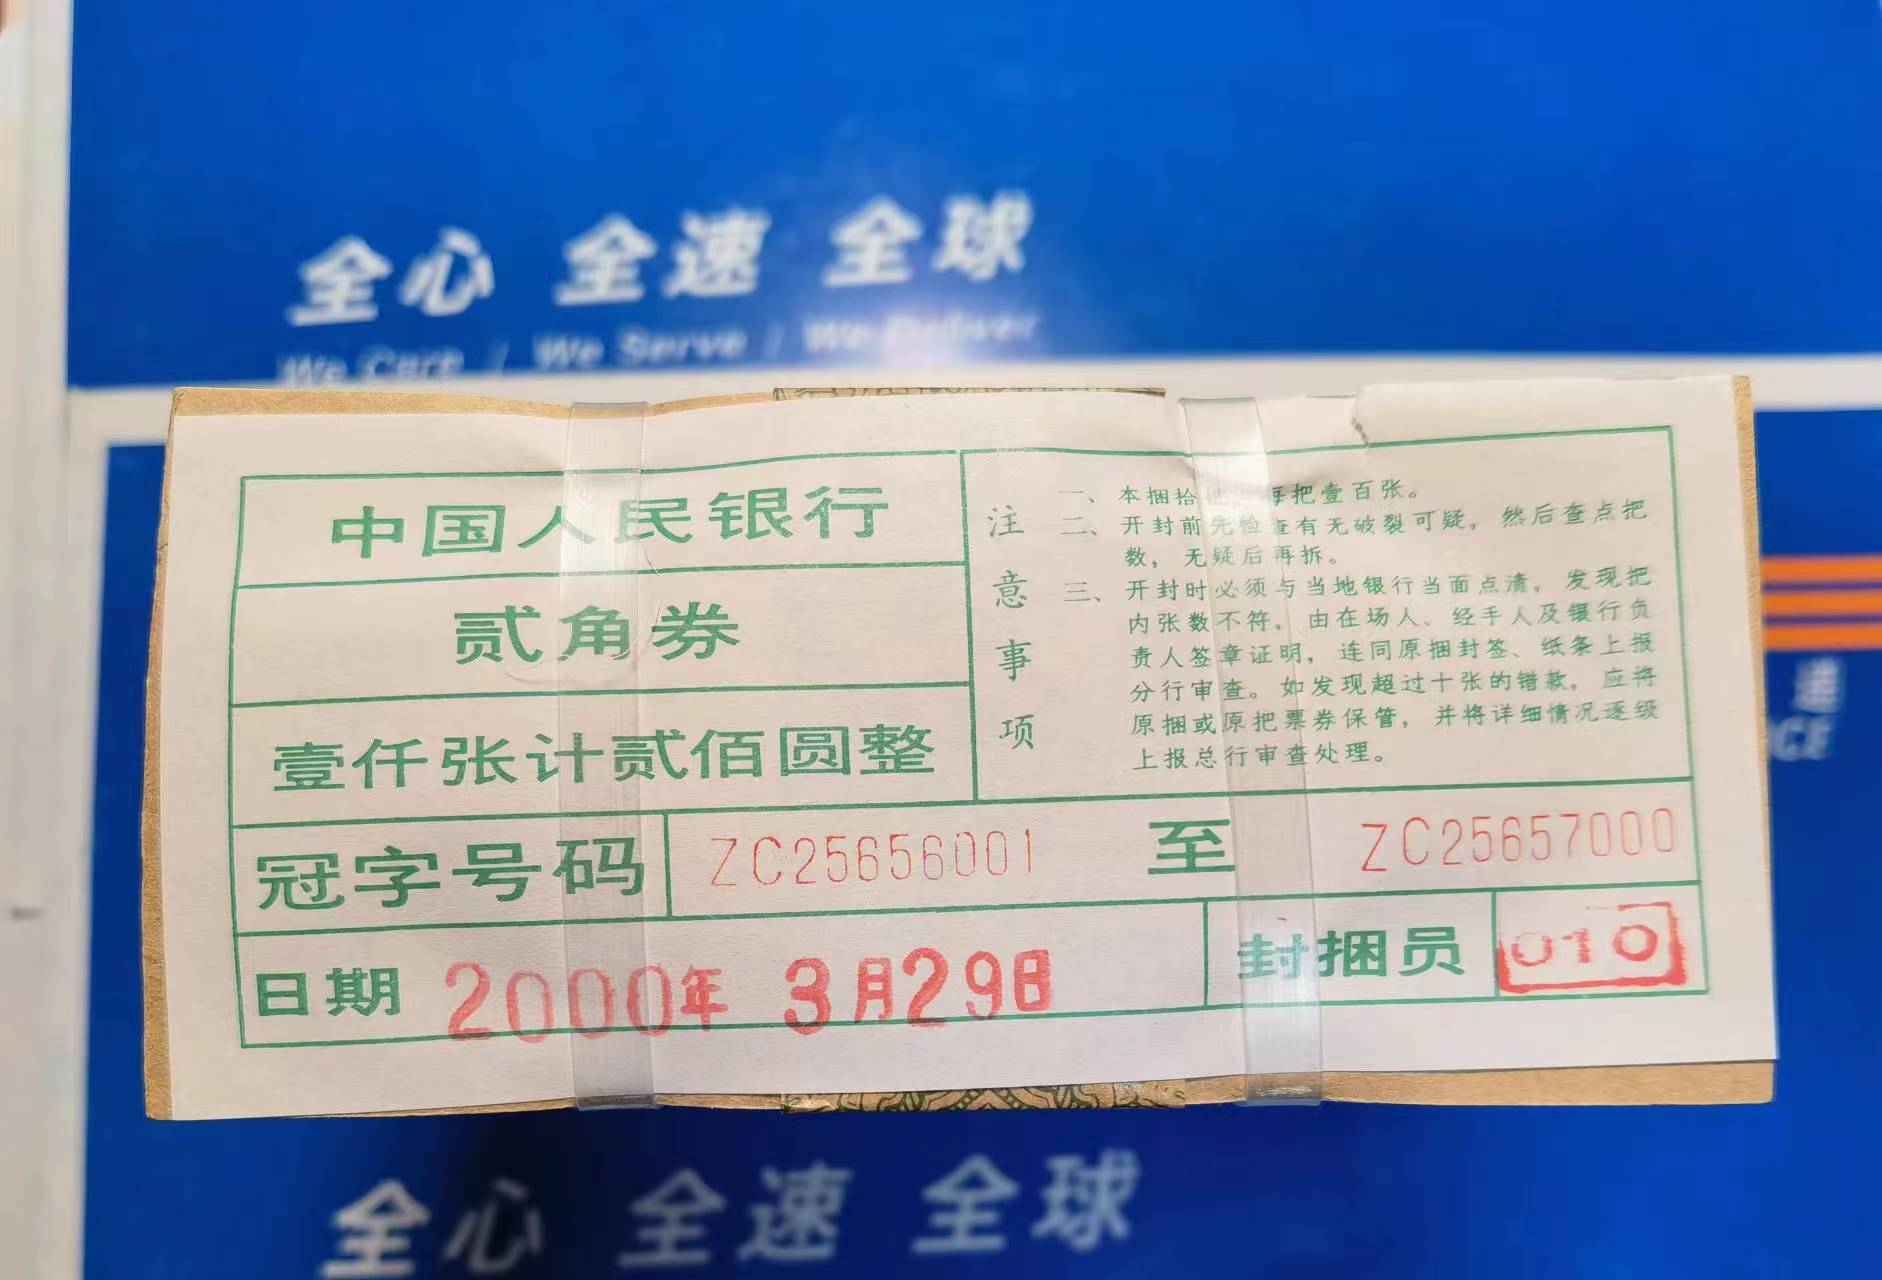 全心 全速 全球
We Care / We Serve / We Deliver
中国人民银行
贰角券
壹仟张计贰佰圆整
注意事项
一、本捆拾把，每把壹百张。
二、开封前先检查有无破裂可疑，然后查点把
数，无疑后再拆。
三、开封时必须与当地银行当面点清，发现把
内张数不符，由在场人、经手人及银行负
责人签章证明，连同原捆封签、纸条上报
分行审查。如发现超过十张的错款，应将
原捆或原把票券保管，并将详细情况逐级
上报总行审查处理。
冠字号码 ZC25656001 至 ZC25657000
日期 2000年 3月29日 封捆员 010
全心 全速 全球